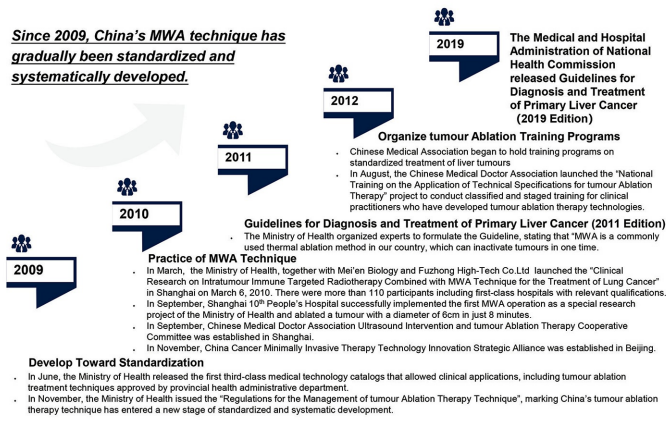 Since 2009, China's MWA technique has
gradually been standardized and
systematically developed.
2019
The Medical and Hospital
Administration of National
Health Commission
released Guidelines for
Diagnosis and Treatment
of Primary Liver Cancer
(2019 Edition)
2012
Organize tumour Ablation Training Programs
• Chinese Medical Association began to hold training programs on
standardized treatment of liver tumours
• In August, the Chinese Medical Doctor Association launched the "National
Training on the Application of Technical Specifications for tumour Ablation
Therapy" project to conduct classified and staged training for clinical
practitioners who have developed tumour ablation therapy technologies.
2011
Guidelines for Diagnosis and Treatment of Primary Liver Cancer (2011 Edition)
• The Ministry of Health organized experts to formulate the Guideline, stating that "MWA is a commonly
used thermal ablation method in our country, which can inactivate tumours in one time.
2010
Practice of MWA Technique
• In March, the Ministry of Health, together with Mei'en Biology and Fuzhong High-Tech Co.Ltd launched the "Clinical
Research on Intratumour Immune Targeted Radiotherapy Combined with MWA Technique for the Treatment of Lung Cancer"
in Shanghai on March 6, 2010. There were more than 110 participants including first-class hospitals with relevant qualifications.
• In September, Shanghai 10th People's Hospital successfully implemented the first MWA operation as a special research
project of the Ministry of Health and ablated a tumour with a diameter of 6cm in just 8 minutes.
• In September, Chinese Medical Doctor Association Ultrasound Intervention and tumour Ablation Therapy Cooperative
Committee was established in Shanghai.
• In November, China Cancer Minimally Invasive Therapy Technology Innovation Strategic Alliance was established in Beijing.
2009
Develop Toward Standardization
• In June, the Ministry of Health released the first third-class medical technology catalogs that allowed clinical applications, including tumour ablation
treatment techniques approved by provincial health administrative department.
• In November, the Ministry of Health issued the "Regulations for the Management of tumour Ablation Therapy Technique", marking China's tumour ablation
therapy technique has entered a new stage of standardized and systematic development.